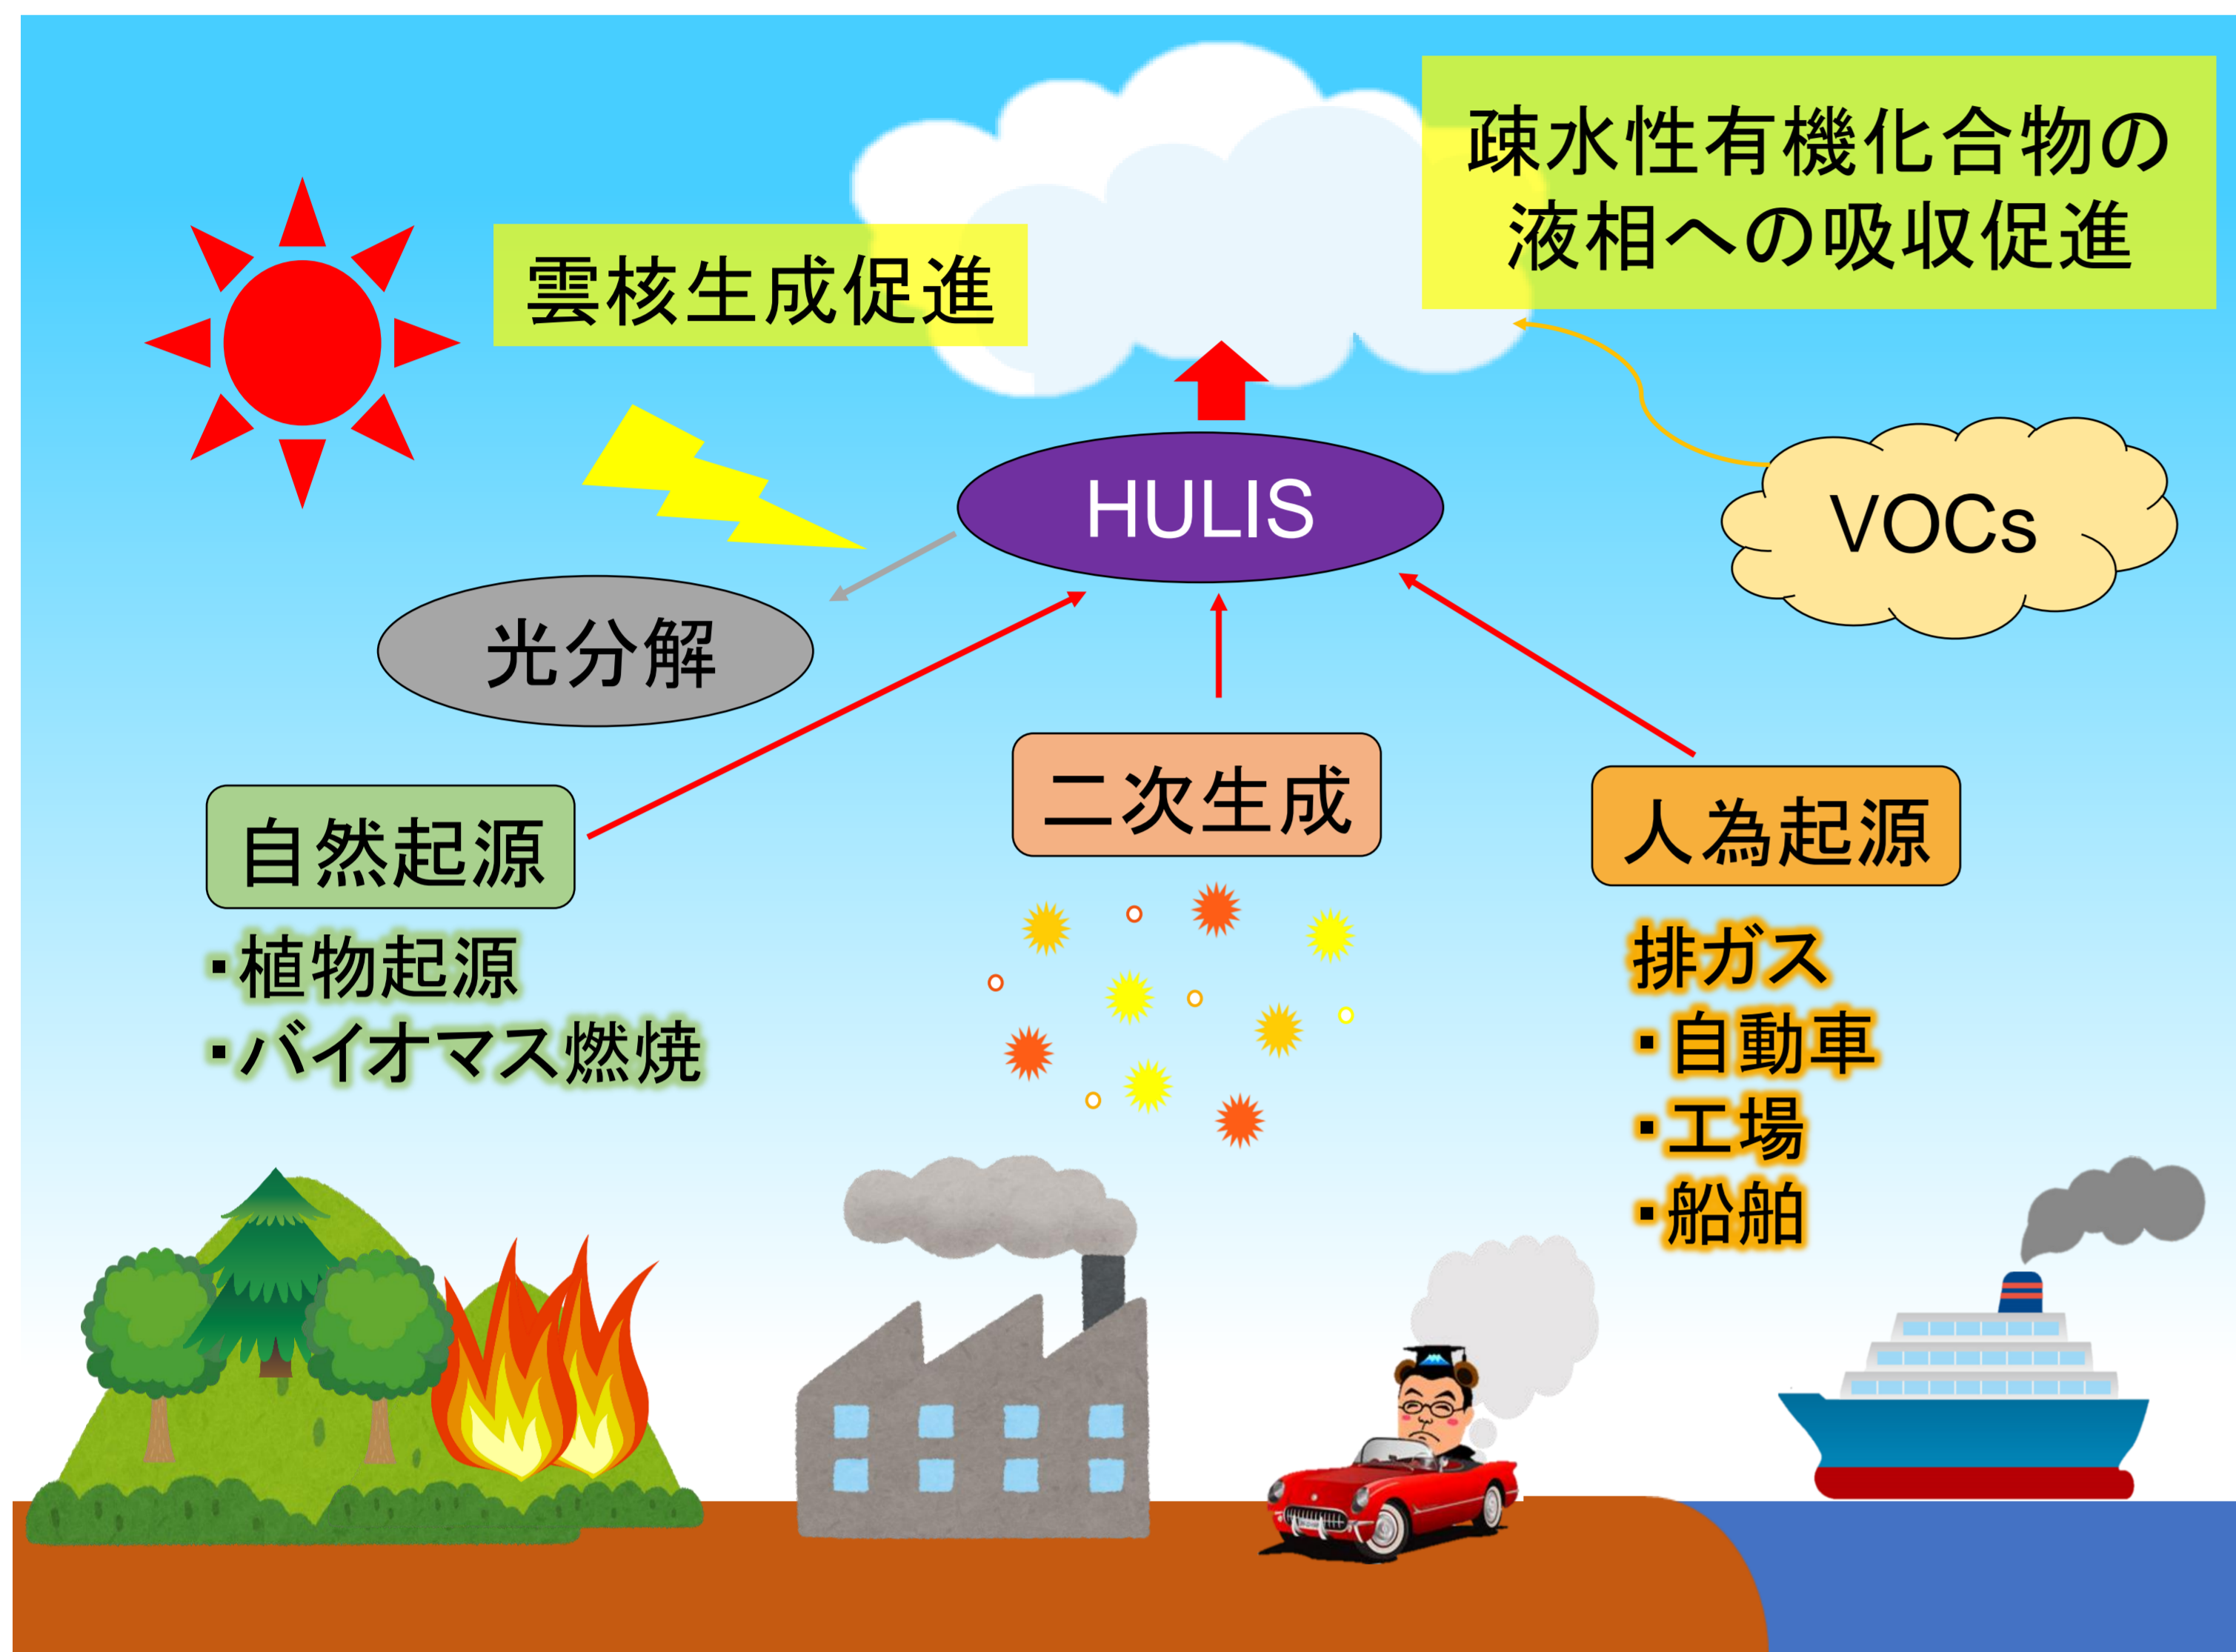 疎水性有機化合物の
液相への吸収促進
雲核生成促進
HULIS
VOCs
光分解
自然起源
・植物起源
・バイオマス燃焼
二次生成
人為起源
排ガス
・自動車
・工場
・船舶